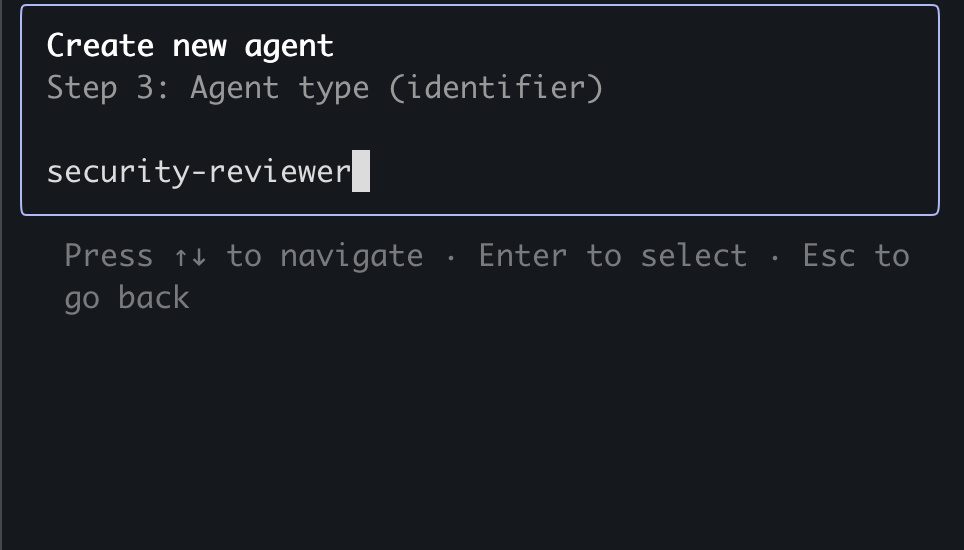 Create new agent
Step 3: Agent type (identifier)
security-reviewer
Press ↑↓ to navigate · Enter to select · Esc to
go back